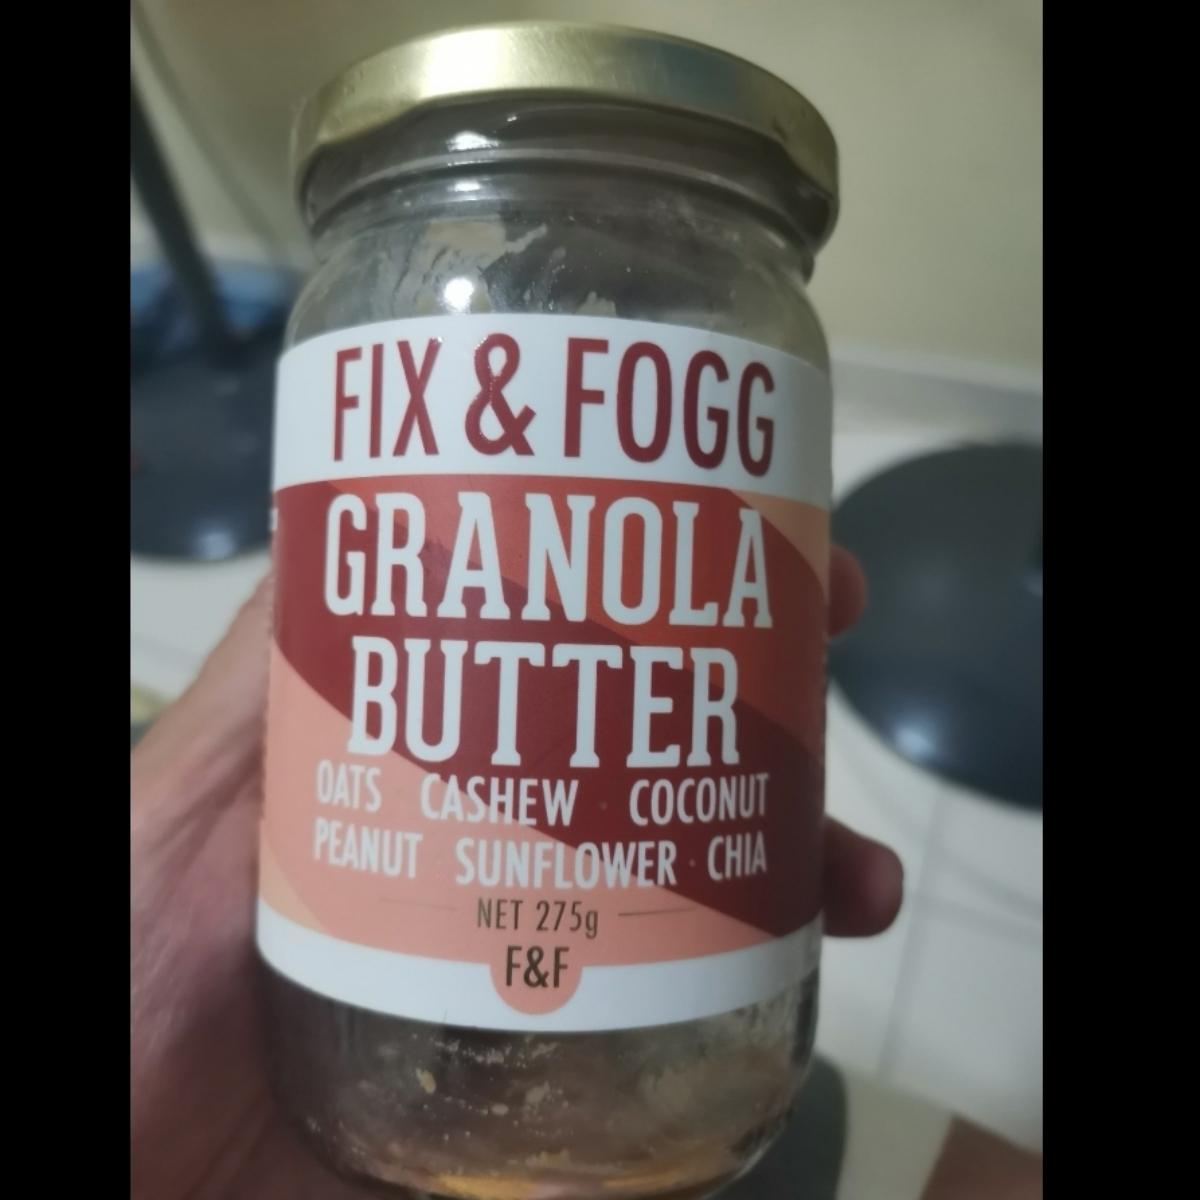 FIX & FOGG
GRANOLA
BUTTER
OATS CASHEW · COCONUT
PEANUT · SUNFLOWER · CHIA
NET 275g
F&F